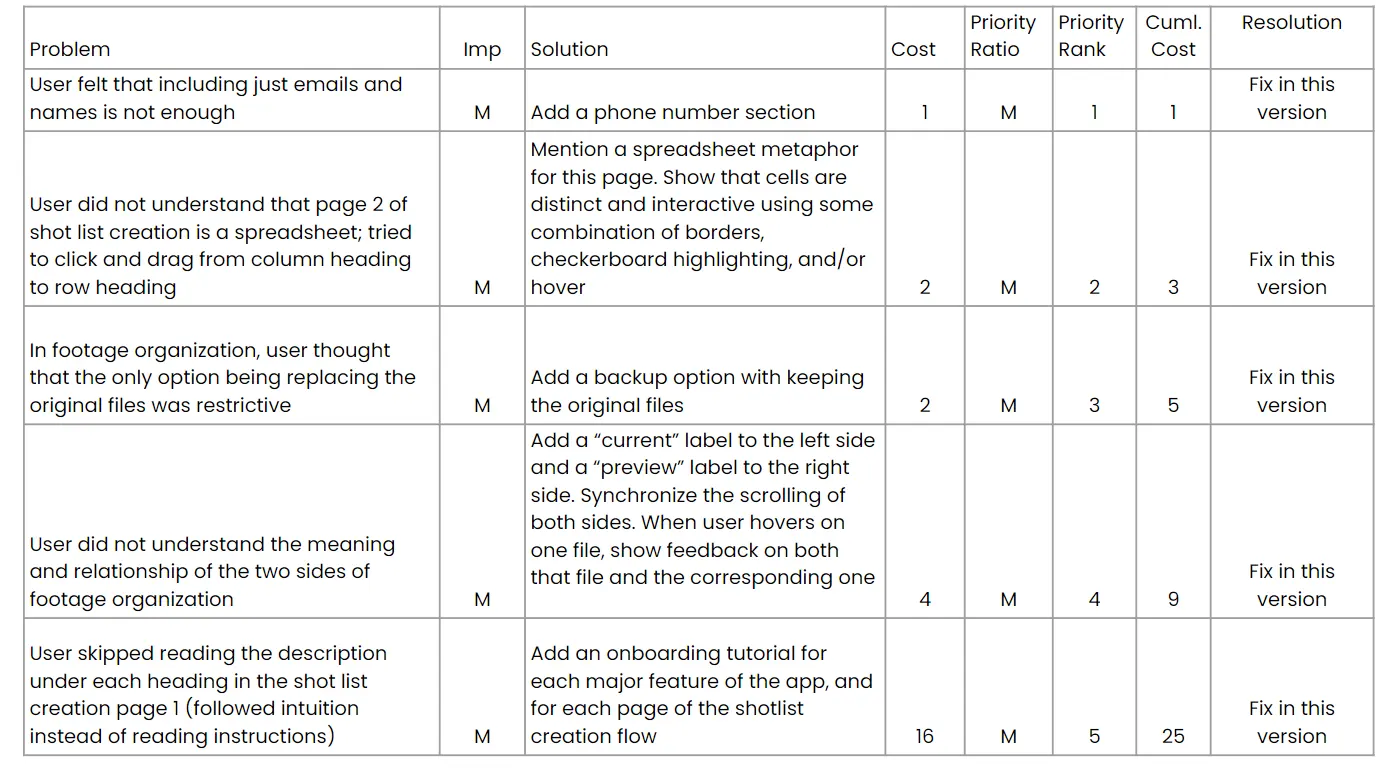 Problem Imp Solution Cost Priority Ratio Priority Rank Cuml. Cost Resolution
User felt that including just emails and
names is not enough
M
Add a phone number section
1
M
1
1
Fix in this
version
User did not understand that page 2 of
shot list creation is a spreadsheet; tried
to click and drag from column heading
to row heading
M
Mention a spreadsheet metaphor
for this page. Show that cells are
distinct and interactive using some
combination of borders,
checkerboard highlighting, and/or
hover
2
M
2
3
Fix in this
version
In footage organization, user thought
that the only option being replacing the
original files was restrictive
M
Add a backup option with keeping
the original files
2
M
3
5
Fix in this
version
User did not understand the meaning
and relationship of the two sides of
footage organization
M
Add a “current” label to the left side
and a “preview” label to the right
side. Synchronize the scrolling of
both sides. When user hovers on
one file, show feedback on both
that file and the corresponding one
4
M
4
9
Fix in this
version
User skipped reading the description
under each heading in the shot list
creation page 1 (followed intuition
instead of reading instructions)
M
Add an onboarding tutorial for
each major feature of the app, and
for each page of the shotlist
creation flow
16
M
5
25
Fix in this
version